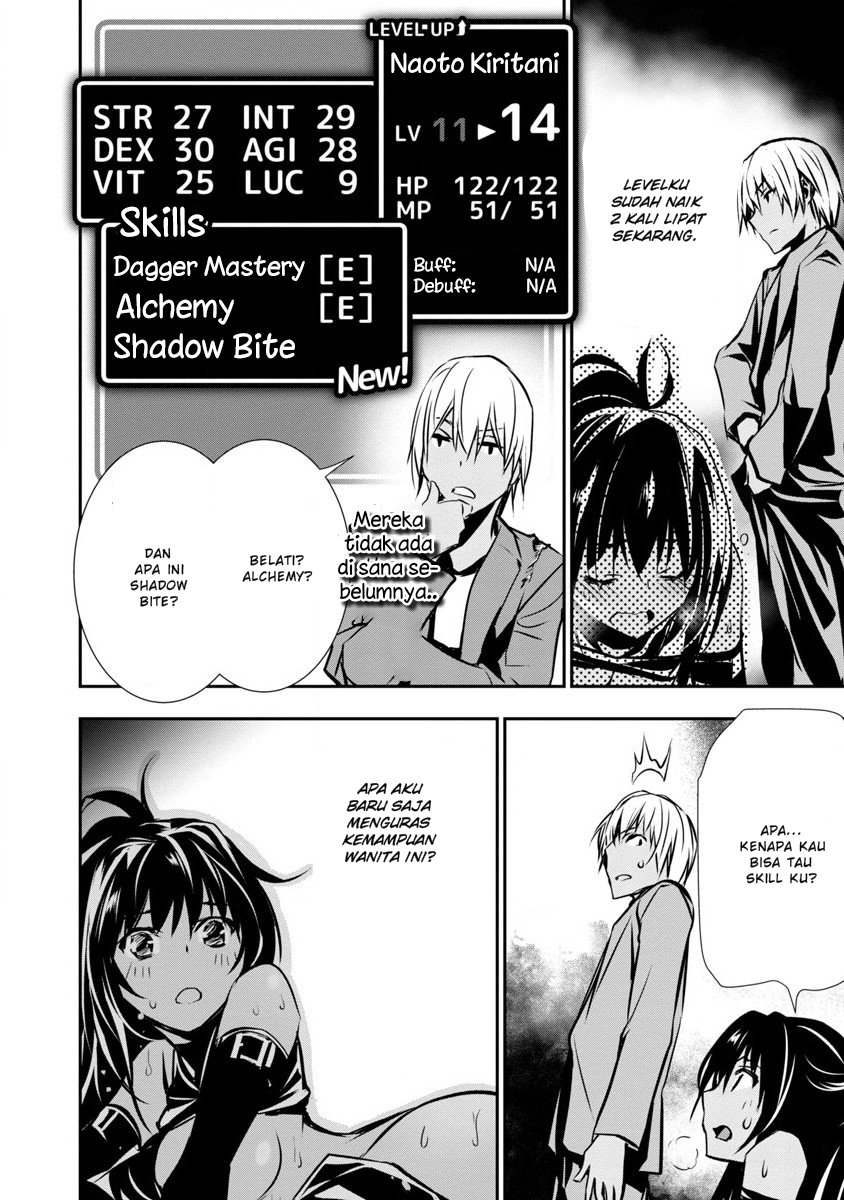 LEVELKU
SUDAH NAIK
2 KALI LIPAT
SEKARANG.
LEVEL UP
Naoto Kiritani
LV 11 ▶ 14
HP 122/122
MP 51/ 51
Buff: N/A
Debuff: N/A
STR 27 INT 29
DEX 30 AGI 28
VIT 25 LUC 9
Skills
Dagger Mastery [E]
Alchemy [E]
Shadow Bite
New!
Mereka
tidak ada
di sana se-
belumnya..
BELATI?
ALCHEMY?
DAN
APA INI
SHADOW
BITE?
APA...
KENAPA KAU
BISA TAU
SKILL KU?
APA AKU
BARU SAJA
MENGURAS
KEMAMPUAN
WANITA INI?